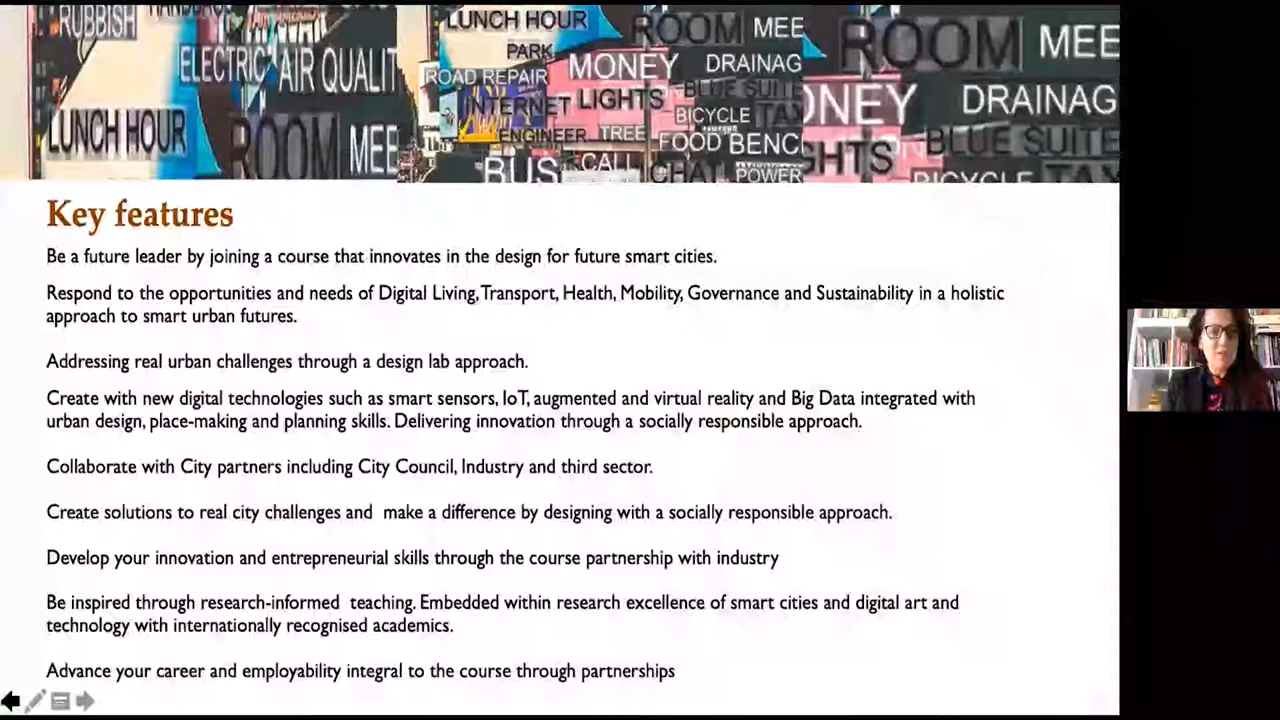 RUBBISH
ELECTRIC AIR QUALIT
LUNCH HOUR
ROOM MEE
LUNCH HOUR
PARK
ROAD REPAIR
INTERNET
ENGINEER
BUS
ROOM MEE
MONEY DRAINAG
LIGHTS BLUE SUITE
BICYCLE TAX
TREE FOOD BENC
CALL CHAT POWER
ROOM MEE
ONEY DRAINAG
GHTS BLUE SUITE
BICYCLE TAX
Key features
Be a future leader by joining a course that innovates in the design for future smart cities.
Respond to the opportunities and needs of Digital Living, Transport, Health, Mobility, Governance and Sustainability in a holistic
approach to smart urban futures.
Addressing real urban challenges through a design lab approach.
Create with new digital technologies such as smart sensors, IoT, augmented and virtual reality and Big Data integrated with
urban design, place-making and planning skills. Delivering innovation through a socially responsible approach.
Collaborate with City partners including City Council, Industry and third sector.
Create solutions to real city challenges and  make a difference by designing with a socially responsible approach.
Develop your innovation and entrepreneurial skills through the course partnership with industry
Be inspired through research-informed  teaching. Embedded within research excellence of smart cities and digital art and
technology with internationally recognised academics.
Advance your career and employability integral to the course through partnerships